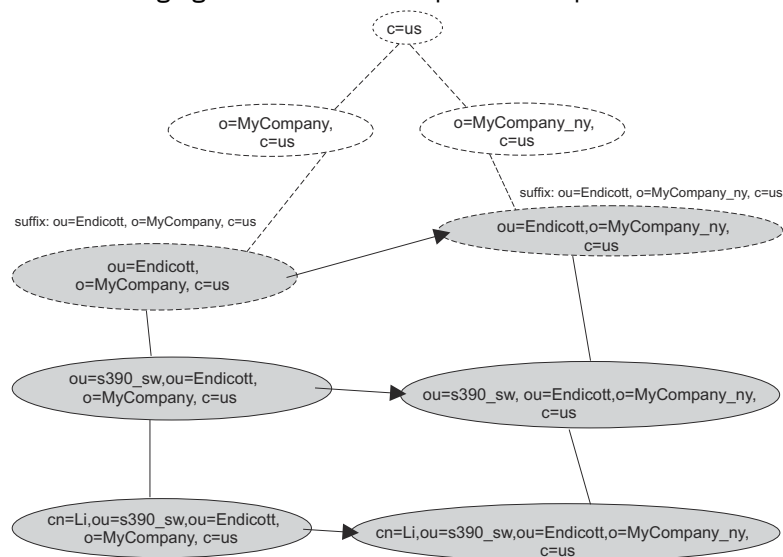 c=us
o=MyCompany,
c=us
o=MyCompany_ny,
c=us
suffix: ou=Endicott, o=MyCompany_ny, c=us
suffix: ou=Endicott, o=MyCompany, c=us
ou=Endicott,o=MyCompany_ny,
c=us
ou=Endicott,
o=MyCompany, c=us
ou=s390_sw,ou=Endicott,
o=MyCompany, c=us
ou=s390_sw, ou=Endicott,o=MyCompany_ny,
c=us
cn=Li,ou=s390_sw,ou=Endicott,
o=MyCompany, c=us
cn=Li,ou=s390_sw,ou=Endicott,o=MyCompany_ny,
c=us